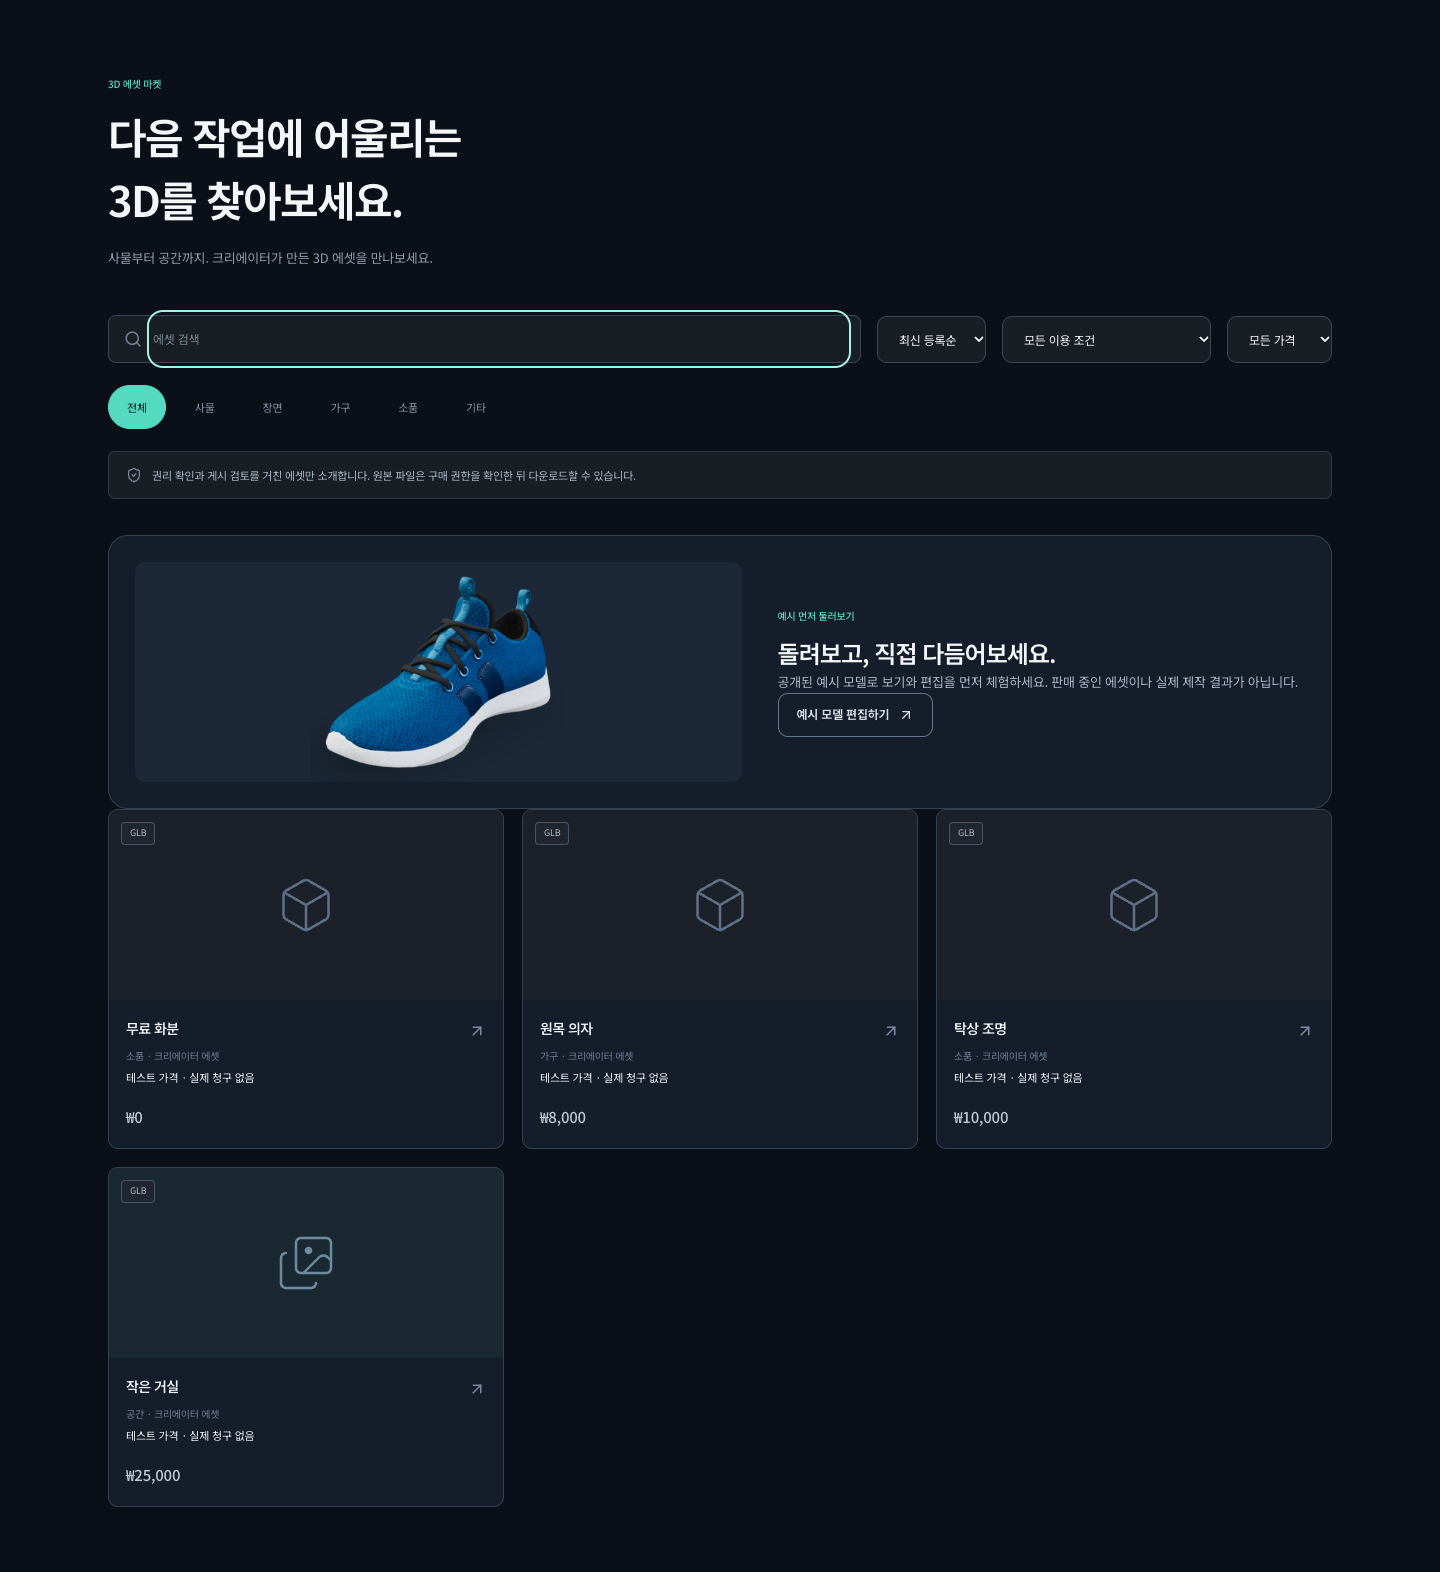 3D 에셋 마켓
다음 작업에 어울리는
3D를 찾아보세요.
사물부터 공간까지. 크리에이터가 만든 3D 에셋을 만나보세요.
에셋 검색
최신 등록순
모든 이용 조건
모든 가격
전체
사물
장면
가구
소품
기타
권리 확인과 게시 검토를 거친 에셋만 소개합니다. 원본 파일은 구매 권한을 확인한 뒤 다운로드할 수 있습니다.
예시 먼저 둘러보기
돌려보고, 직접 다듬어보세요.
공개된 예시 모델로 보기와 편집을 먼저 체험하세요. 판매 중인 에셋이나 실제 제작 결과가 아닙니다.
예시 모델 편집하기
GLB
무료 화분
소품 · 크리에이터 에셋
테스트 가격 · 실제 청구 없음
₩0
GLB
원목 의자
가구 · 크리에이터 에셋
테스트 가격 · 실제 청구 없음
₩8,000
GLB
탁상 조명
소품 · 크리에이터 에셋
테스트 가격 · 실제 청구 없음
₩10,000
GLB
작은 거실
공간 · 크리에이터 에셋
테스트 가격 · 실제 청구 없음
₩25,000